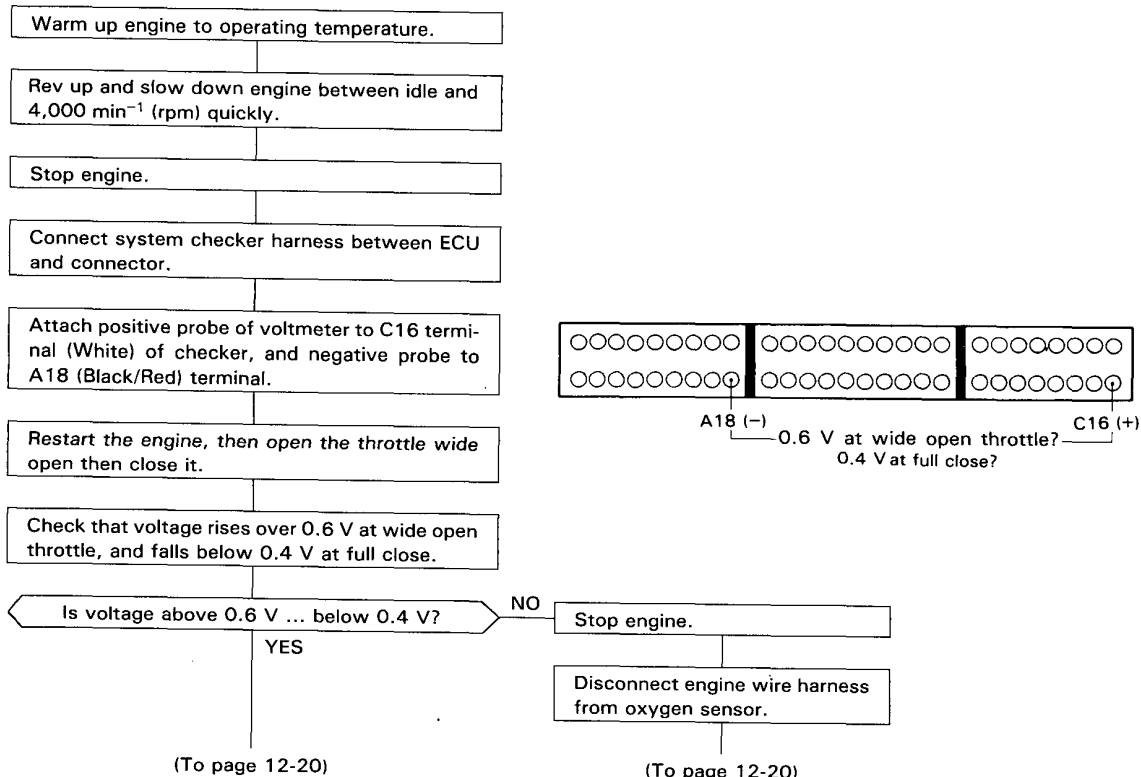 Warm up engine to operating temperature.
Rev up and slow down engine between idle and
4,000 min⁻¹ (rpm) quickly.
Stop engine.
Connect system checker harness between ECU
and connector.
Attach positive probe of voltmeter to C16 termi-
nal (White) of checker, and negative probe to
A18 (Black/Red) terminal.
Restart the engine, then open the throttle wide
open then close it.
Check that voltage rises over 0.6 V at wide open
throttle, and falls below 0.4 V at full close.
Is voltage above 0.6 V ... below 0.4 V?
NO
YES
Stop engine.
Disconnect engine wire harness
from oxygen sensor.
(To page 12-20)
(To page 12-20)
A18 (−)
C16 (+)
0.6 V at wide open throttle?
0.4 V at full close?